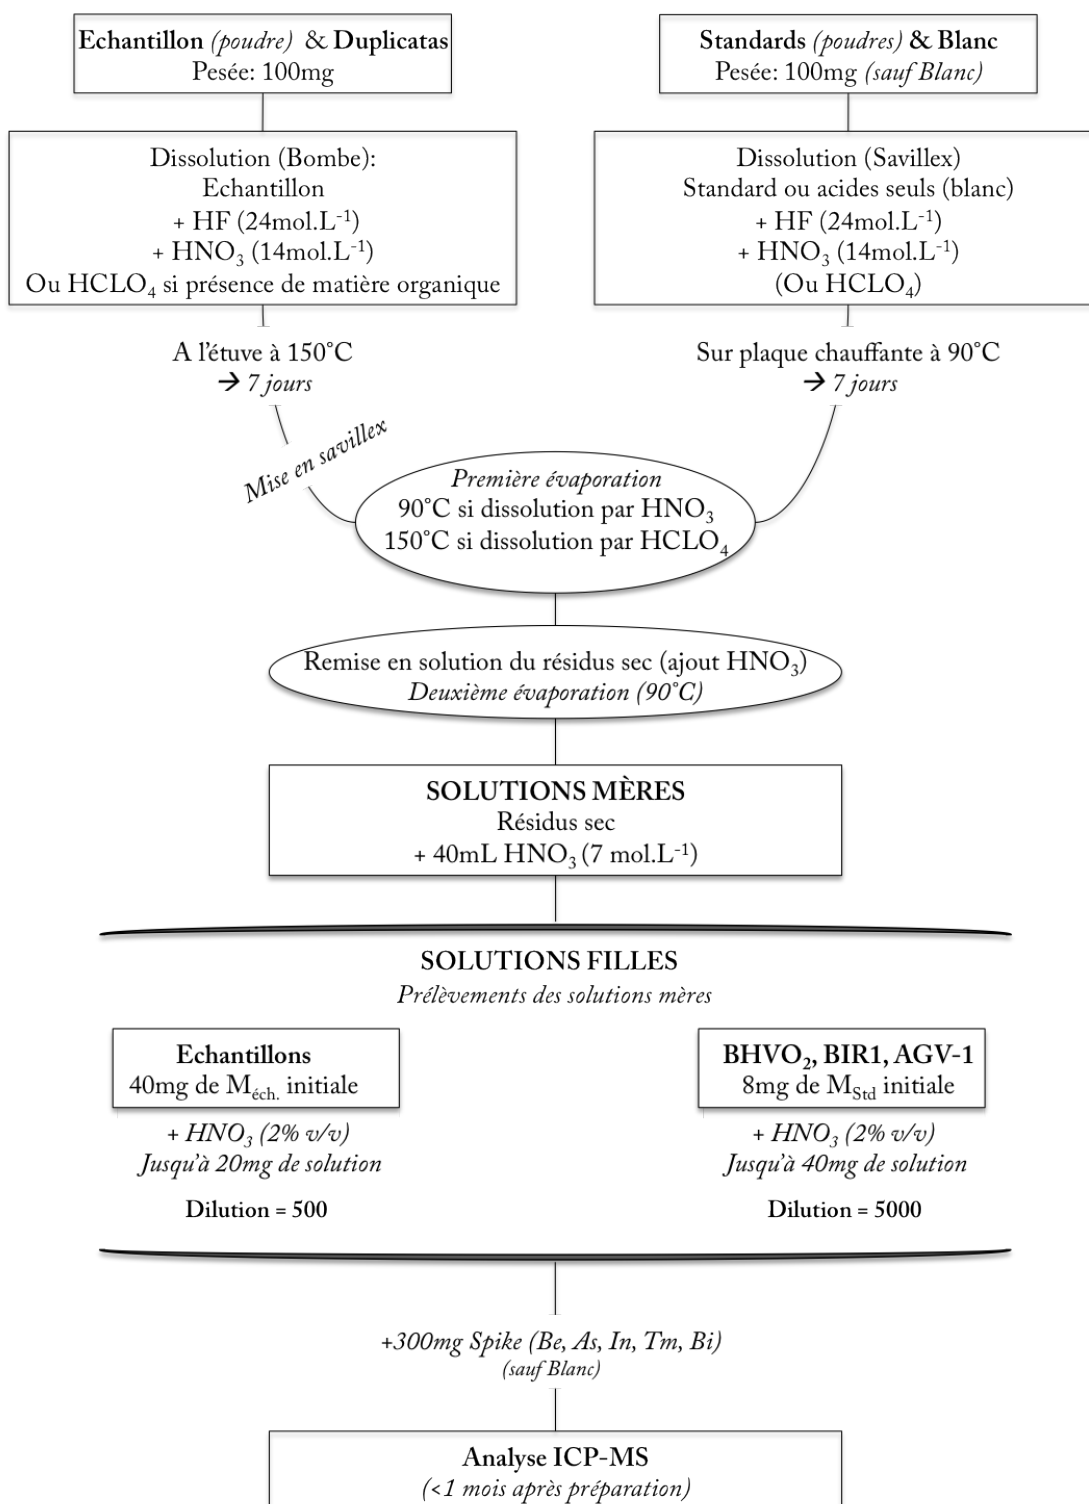 Echantillon (poudre) & Duplicatas
Pesée: 100mg
Standards (poudres) & Blanc
Pesée: 100mg (sauf Blanc)
Dissolution (Bombe):
Echantillon
+ HF (24mol.L⁻¹)
+ HNO₃ (14mol.L⁻¹)
Ou HCLO₄ si présence de matière organique
Dissolution (Savillex)
Standard ou acides seuls (blanc)
+ HF (24mol.L⁻¹)
+ HNO₃ (14mol.L⁻¹)
(Ou HCLO₄)
A l'étuve à 150°C
→ 7 jours
Sur plaque chauffante à 90°C
→ 7 jours
Mise en savillex
Première évaporation
90°C si dissolution par HNO₃
150°C si dissolution par HCLO₄
Remise en solution du résidus sec (ajout HNO₃)
Deuxième évaporation (90°C)
SOLUTIONS MÈRES
Résidus sec
+ 40mL HNO₃ (7 mol.L⁻¹)
SOLUTIONS FILLES
Prélèvements des solutions mères
Echantillons
40mg de Méch. initiale
+ HNO₃ (2% v/v)
Jusqu'à 20mg de solution
Dilution = 500
BHVO₂, BIR1, AGV-1
8mg de MStd initiale
+ HNO₃ (2% v/v)
Jusqu'à 40mg de solution
Dilution = 5000
+300mg Spike (Be, As, In, Tm, Bi)
(sauf Blanc)
Analyse ICP-MS
(<1 mois après préparation)